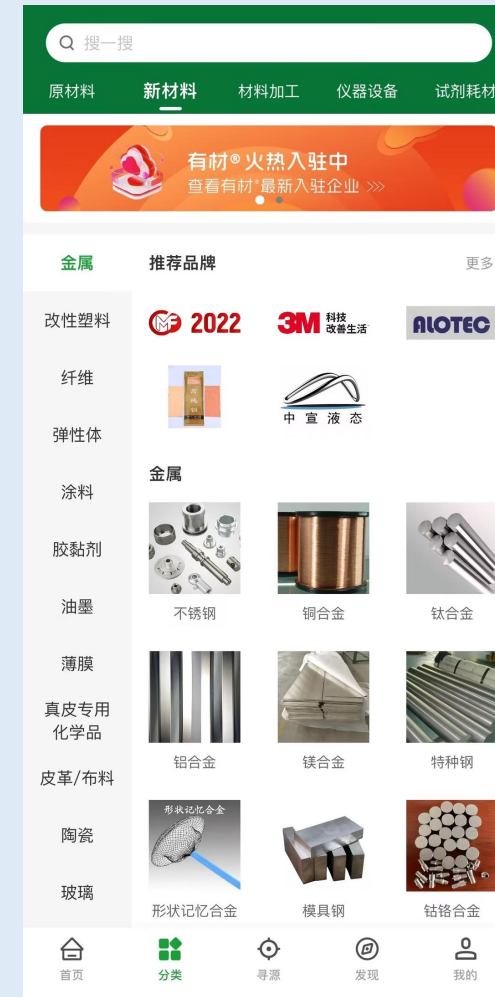 搜一搜
原材料 新材料 材料加工 仪器设备 试剂耗材
有材® 火热入驻中
查看有材®最新入驻企业 >>>
金属
推荐品牌
更多
改性塑料
纤维
弹性体
涂料
胶黏剂
油墨
薄膜
真皮专用
化学品
皮革/布料
陶瓷
玻璃
CMF 2022
3M 科技
改善生活
ALOTEC
中宣液态
金属
不锈钢 铜合金 钛合金
铝合金 镁合金 特种钢
形状记忆合金
形状记忆合金 模具钢 钴铬合金
首页 分类 寻源 发现 我的